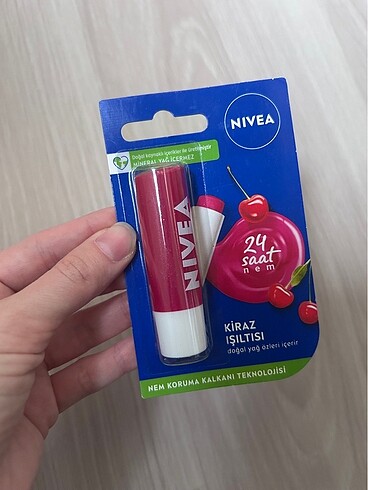 Doğal kaynaklı içerikler ile üretilmiştir
MİNERAL YAĞ İÇERMEZ
NIVEA
NIVEA
24
saat
nem
KİRAZ
IŞILTISI
doğal yağ özleri içerir
NEM KORUMA KALKANI TEKNOLOJİSİ